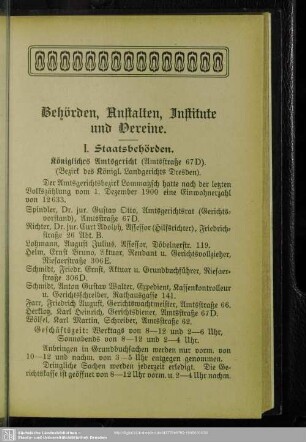 Behörden, Anstalten, Institute
und Vereine.
I. Staatsbehörden.
Königliches Amtsgericht (Amtsstraße 67D).
(Bezirk des Königl. Landgerichts Dresden).
Der Amtsgerichtsbezirk Lommatzsch hatte nach der letzten
Volkszählung vom 1. Dezember 1900 eine Einwohnerzahl
von 12633.
Spindler, Dr. jur. Gustav Otto, Amtsgerichtsrat (Gerichts-
vorstand), Amtsstraße 67D.
Richter, Dr. jur. Curt Adolph, Assessor (Hilfsrichter), Friedrich-
straße 26 Abt. B.
Lohmann, August Julius, Assessor, Döbelnerstr. 119.
Helm, Ernst Bruno, Aktuar, Rendant u. Gerichtsvollzieher,
Riesaerstraße 306E.
Schmidt, Friedr. Ernst, Aktuar u. Grundbuchführer, Riesaer-
straße 306D.
Schmidt, Anton Gustav Walter, Expedient, Kassenkontrolleur
u. Gerichtsschreiber, Rathausgasse 141.
Farr, Friedrich August, Gerichtswachtmeister, Amtsstraße 66.
Herklotz, Karl Heinrich, Gerichtsdiener, Amtsstraße 67D.
Wölfel, Karl Martin, Schreiber, Amtsstraße 62.
Geschäftszeit: Werktags von 8—12 und 2—6 Uhr,
Sonnabends von 8—12 und 2—4 Uhr.
Anbringen in Grundbuchsachen werden nur vorm. von
10—12 und nachm. von 3—5 Uhr entgegen genommen.
Dringliche Sachen werden jederzeit erledigt. Die Ge-
richtskasse ist geöffnet von 8—12 Uhr vorm. u. 2—4 Uhr nachm.